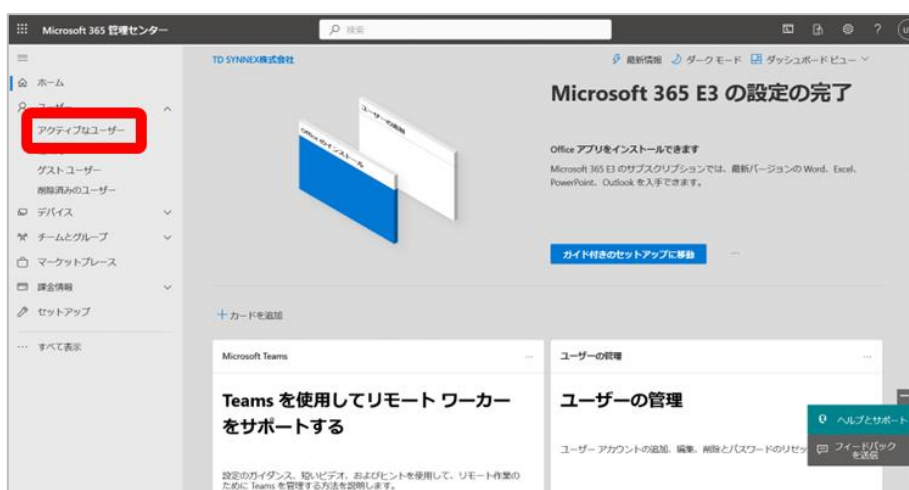 Microsoft 365 管理センター
検索
?
TD SYNNEX株式会社
最新情報
ダーク モード
ダッシュボード ビュー
Microsoft 365 E3 の設定の完了
ホーム
ユーザー
アクティブなユーザー
ゲスト ユーザー
削除済みのユーザー
デバイス
チームとグループ
マーケットプレース
課金情報
セットアップ
… すべて表示
ユーザーの追加
Office のインストール
Office アプリをインストールできます
Microsoft 365 E3 のサブスクリプションでは、最新バージョンの Word、Excel、
PowerPoint、Outlook を入手できます。
ガイド付きのセットアップに移動
…
+ カードを追加
Microsoft Teams
…
Teams を使用してリモート ワーカー
をサポートする
設定のガイダンス、短いビデオ、およびヒントを使用して、リモート作業の
ために Teams を管理する方法を説明します。
ユーザーの管理
…
ユーザーの管理
ユーザー アカウントの追加、編集、削除とパスワードのリセッ
ヘルプとサポート
フィードバック
を送信